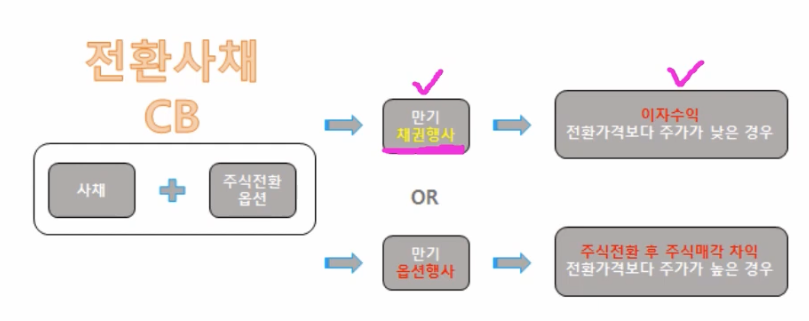 전환사채
CB
사채
주식전환
옵션
만기
채권행사
이자수익
전환가격보다 주가가 낮은 경우
OR
만기
옵션행사
주식전환 후 주식매각 차익
전환가격보다 주가가 높은 경우